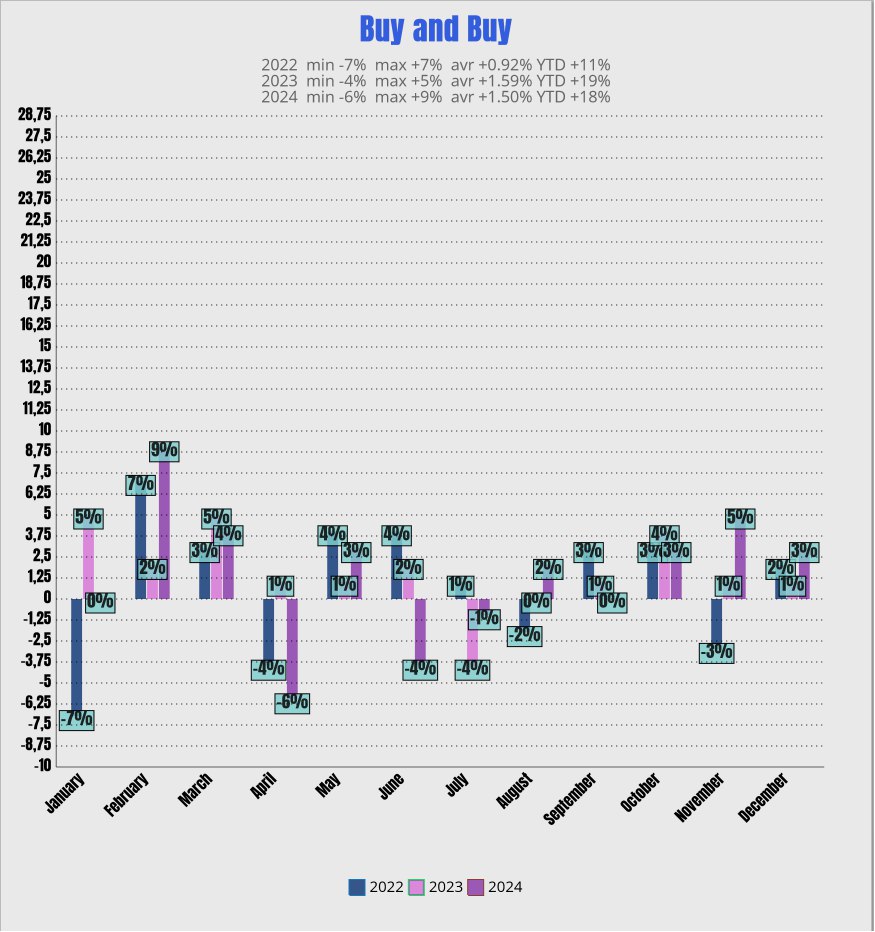 Buy and Buy
2022  min -7%  max +7%  avr +0.92% YTD +11%
2023  min -4%  max +5%  avr +1.59% YTD +19%
2024  min -6%  max +9%  avr +1.50% YTD +18%
28,75
27,5
26,25
25
23,75
22,5
21,25
20
18,75
17,5
16,25
15
13,75
12,5
11,25
10
8,75
7,5
6,25
5
3,75
2,5
1,25
0
-1,25
-2,5
-3,75
-5
-6,25
-7,5
-8,75
-10
-7% 5% 0%
7% 2% 9%
3% 5% 4%
-4% 1% -6%
4% 1% 3%
4% 2% -4%
1% -4% -1%
-2% 0% 2%
3% 1% 0%
3% 4% 3%
-3% 1% 5%
2% 1% 3%
January February March April May June July August September October November December
2022 2023 2024